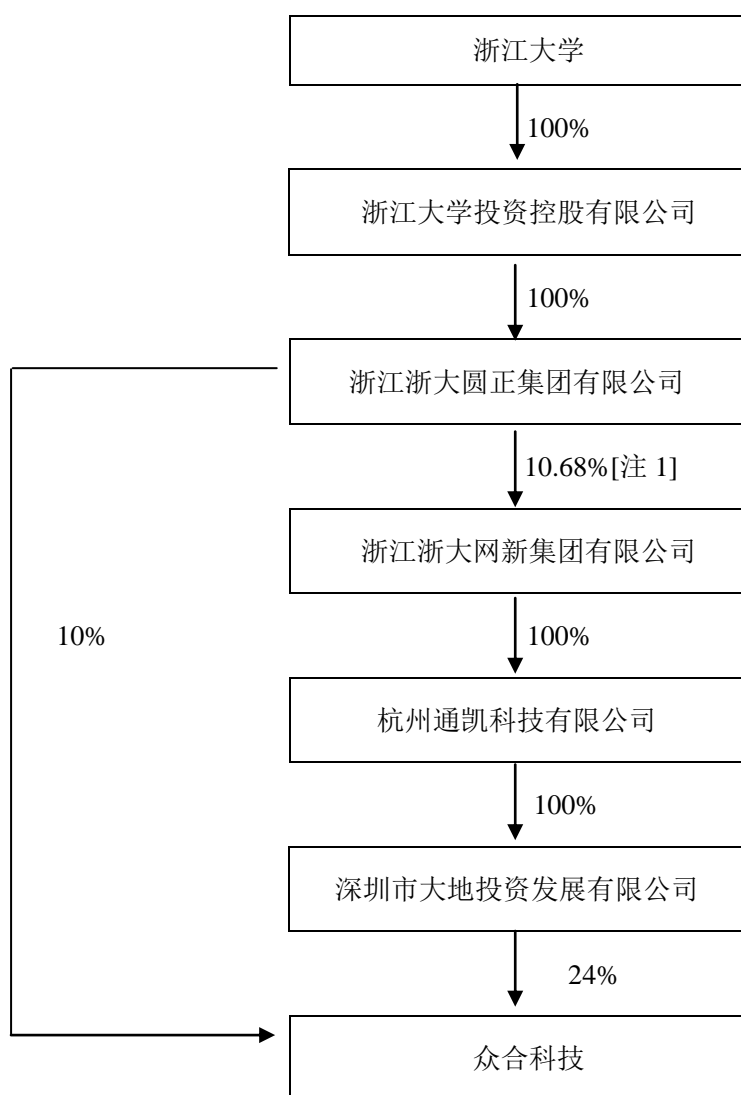 浙江大学
100%
浙江大学投资控股有限公司
100%
浙江浙大圆正集团有限公司
10.68%[注 1]
浙江浙大网新集团有限公司
10%
100%
杭州通凯科技有限公司
100%
深圳市大地投资发展有限公司
24%
众合科技